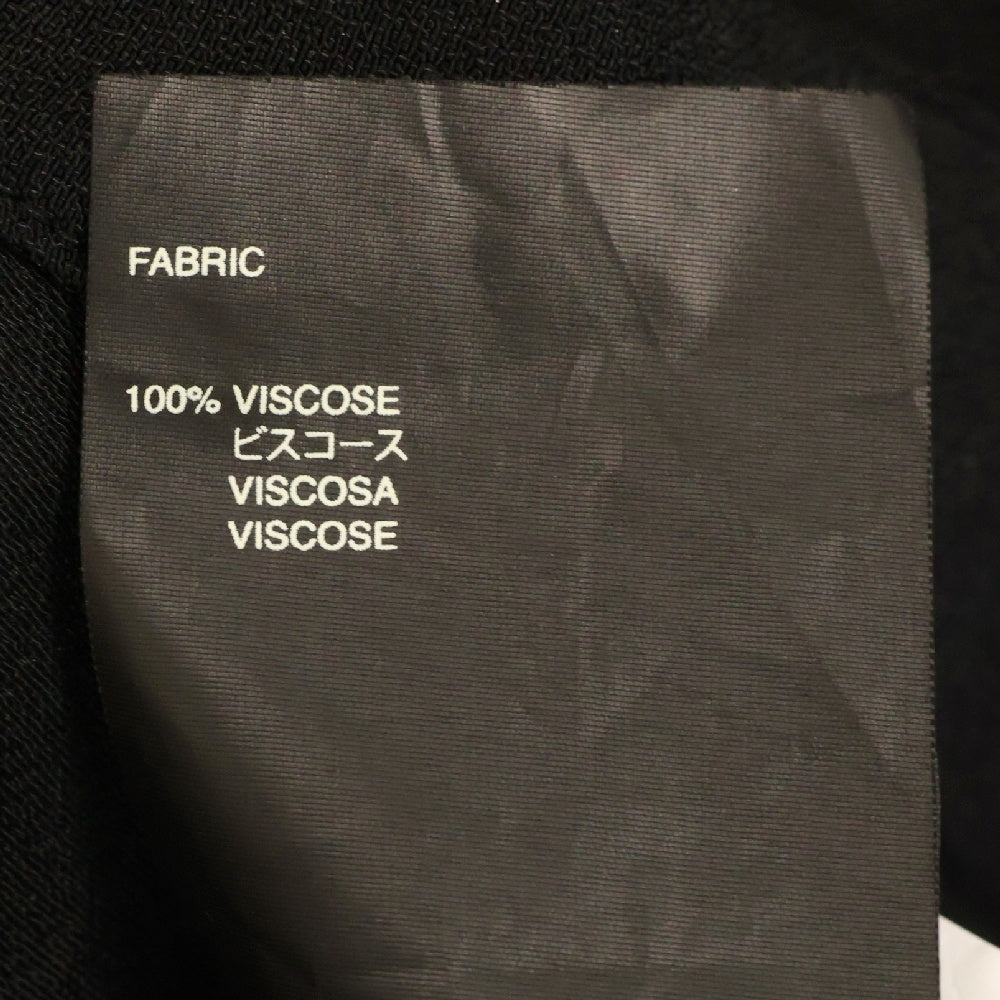 FABRIC
100% VISCOSE
ビスコース
VISCOSA
VISCOSE